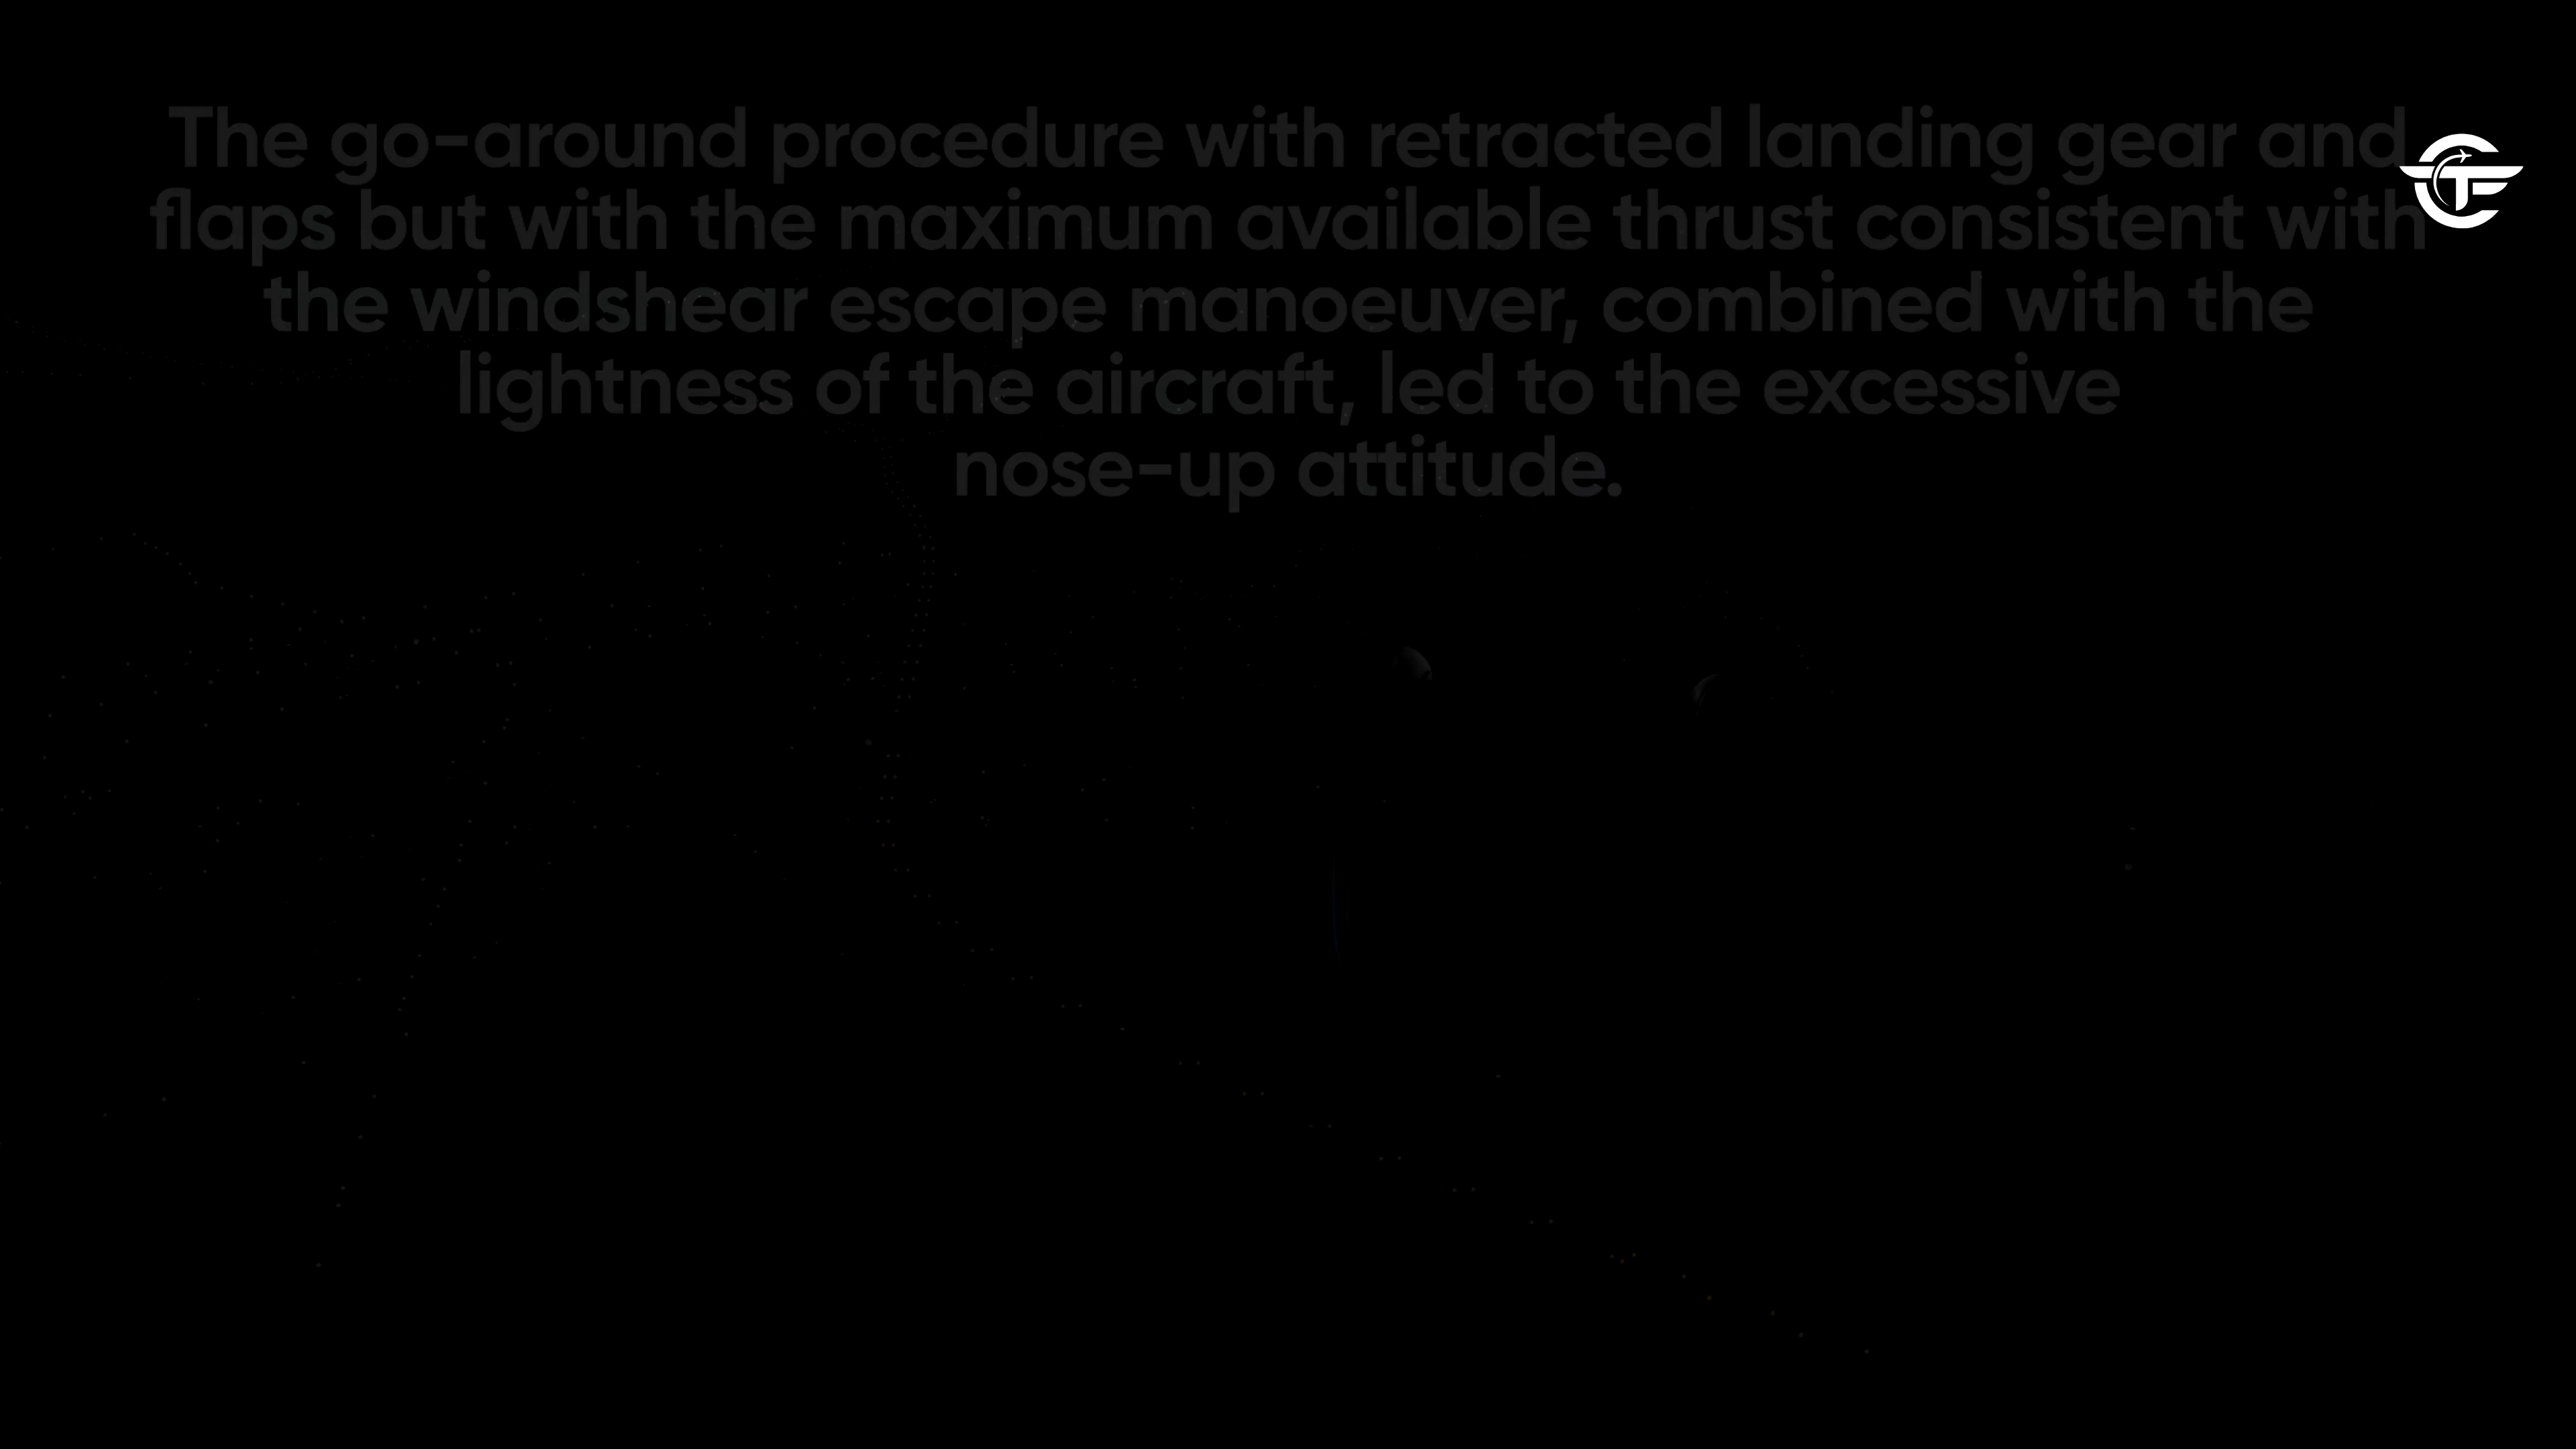 The go-around procedure with retracted landing gear and
flaps but with the maximum available thrust consistent with
the windshear escape manoeuver, combined with the
lightness of the aircraft, led to the excessive
nose-up attitude.